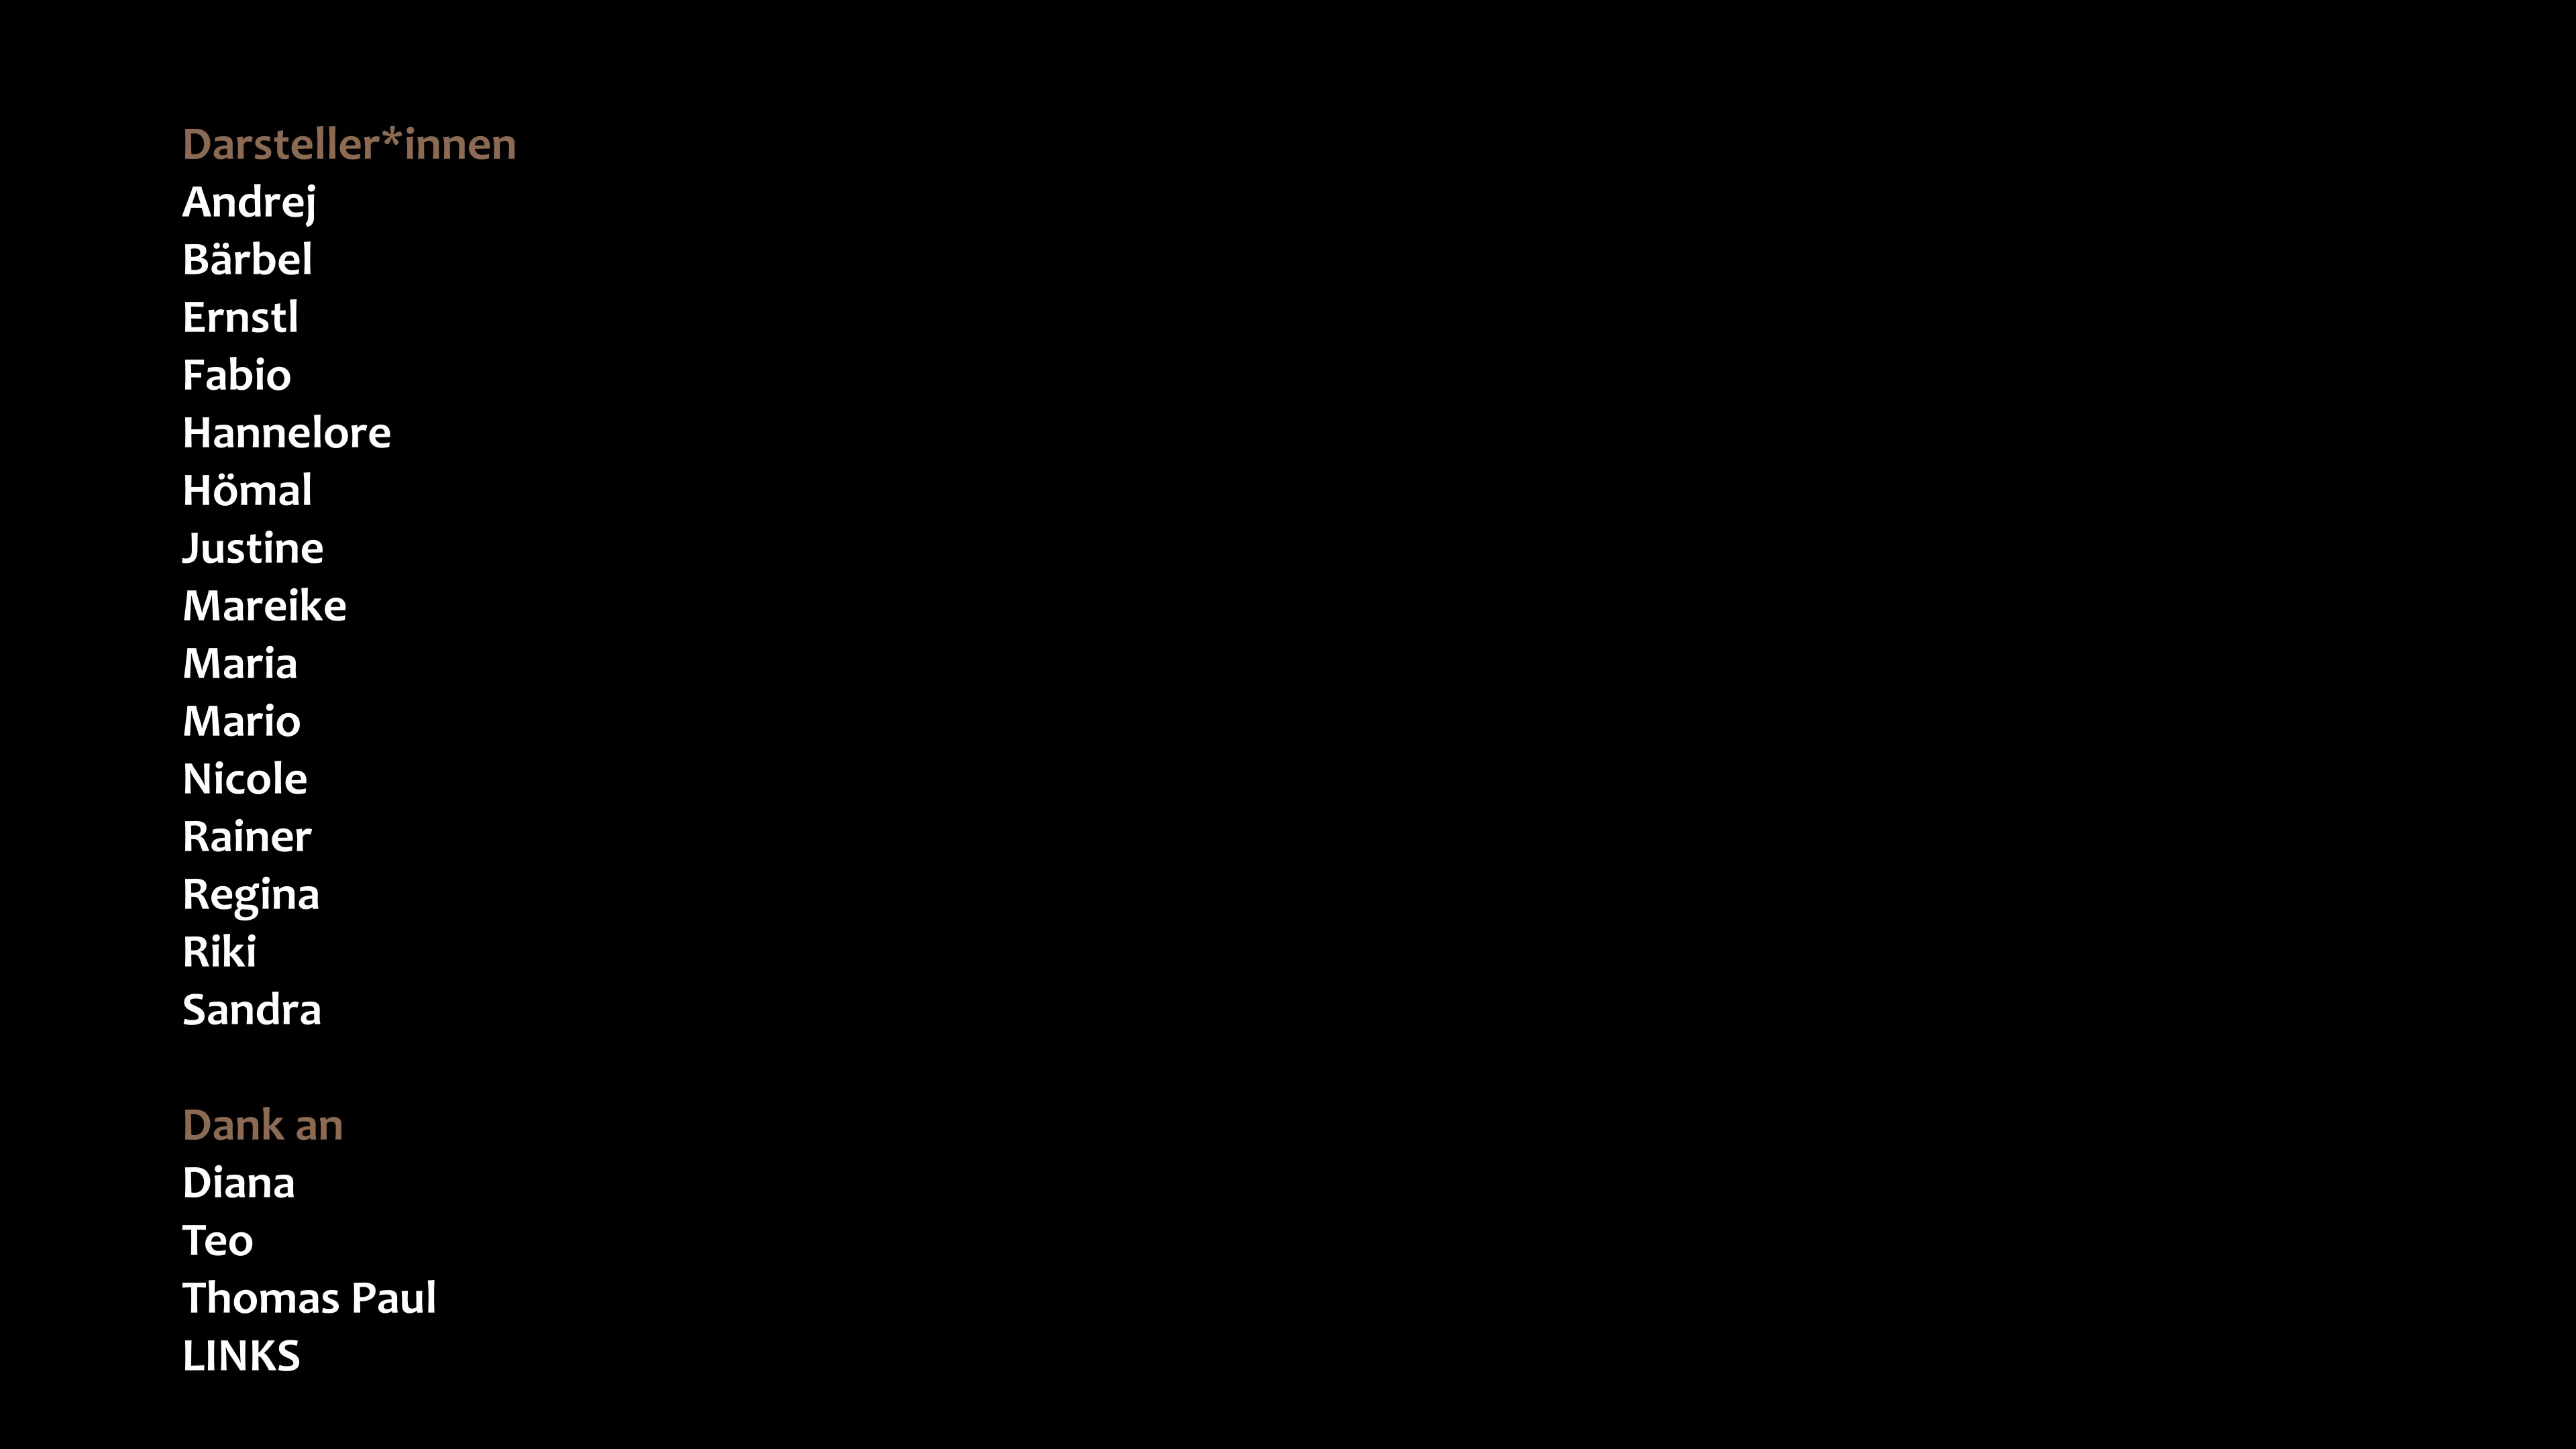 Darsteller*innen
Andrej
Bärbel
Ernstl
Fabio
Hannelore
Hömal
Justine
Mareike
Maria
Mario
Nicole
Rainer
Regina
Riki
Sandra
Dank an
Diana
Teo
Thomas Paul
LINKS